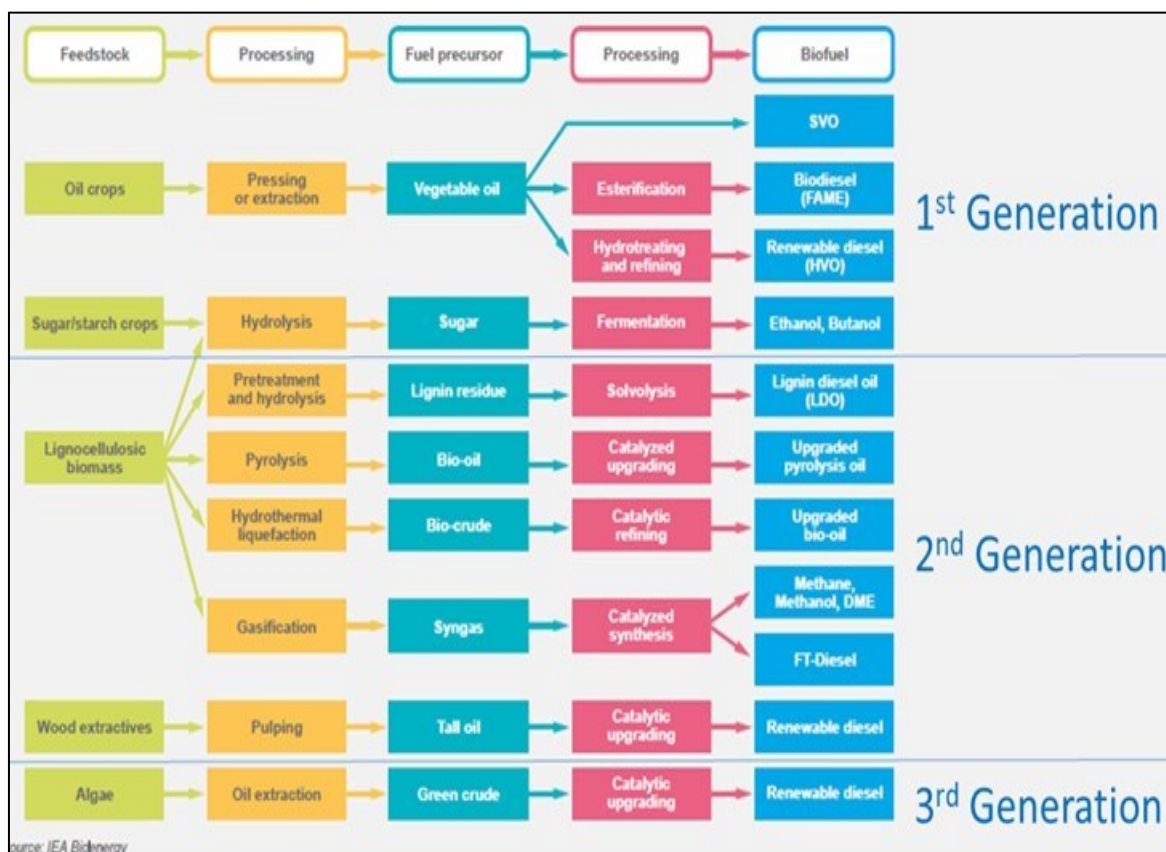 Feedstock
Processing
Fuel precursor
Processing
Biofuel
SVO
Oil crops
Pressing
or extraction
Vegetable oil
Esterification
Biodiesel
(FAME)
1st Generation
Hydrotreating
and refining
Renewable diesel
(HVO)
Sugar/starch crops
Hydrolysis
Sugar
Fermentation
Ethanol, Butanol
Pretreatment
and hydrolysis
Lignin residue
Solvolysis
Lignin diesel oil
(LDO)
Lignocellulosic
biomass
Pyrolysis
Bio-oil
Catalyzed
upgrading
Upgraded
pyrolysis oil
Hydrothermal
liquefaction
Bio-crude
Catalytic
refining
Upgraded
bio-oil
2nd Generation
Gasification
Syngas
Catalyzed
synthesis
Methane,
Methanol, DME
FT-Diesel
Wood extractives
Pulping
Tall oil
Catalytic
upgrading
Renewable diesel
Algae
Oil extraction
Green crude
Catalytic
upgrading
Renewable diesel
3rd Generation
ource: IEA Bioenergy